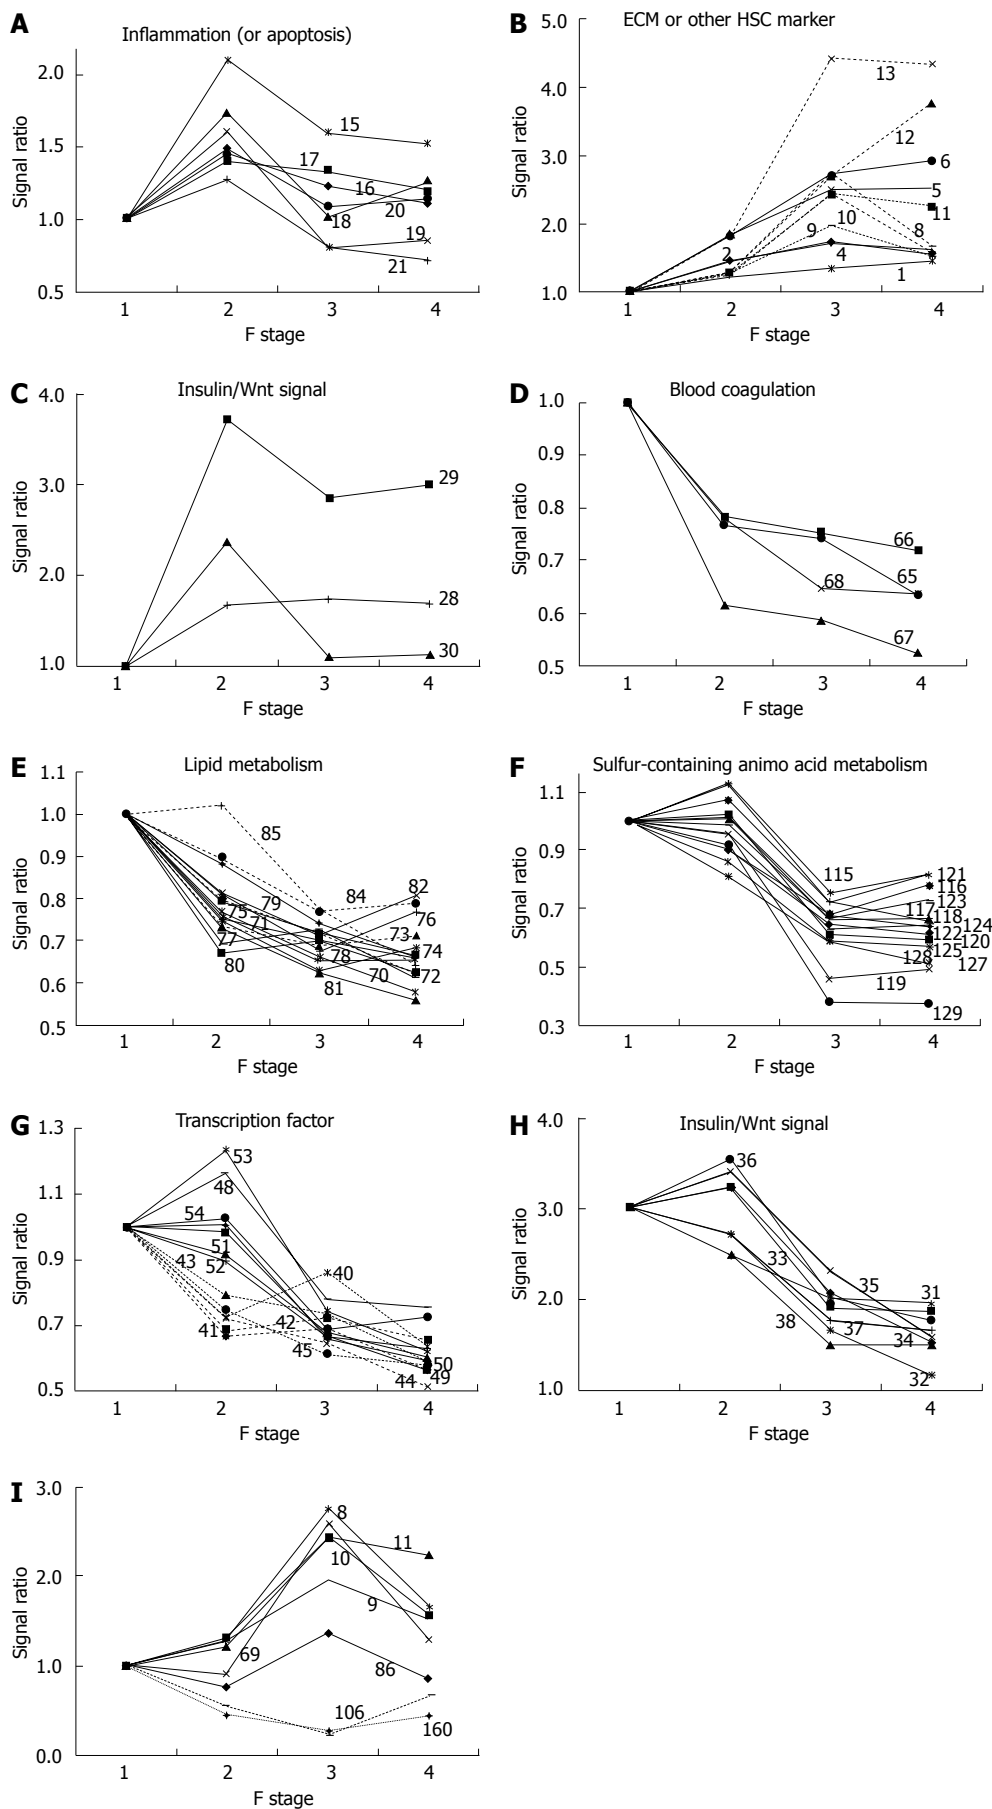 A
Inflammation (or apoptosis)
Signal ratio
2.0
1.5
1.0
0.5
15
17
16
18
20
19
21
1 2 3 4
F stage
B
ECM or other HSC marker
Signal ratio
5.0
4.0
3.0
2.0
1.0
13
12
6
5
11
10
9
8
2
4
1
1 2 3 4
F stage
C
Insulin/Wnt signal
Signal ratio
4.0
3.0
2.0
1.0
29
28
30
1 2 3 4
F stage
D
Blood coagulation
Signal ratio
1.0
0.9
0.8
0.7
0.6
0.5
66
68
65
67
1 2 3 4
F stage
E
Lipid metabolism
Signal ratio
1.1
1.0
0.9
0.8
0.7
0.6
0.5
85
84
82
79
75
71
76
73
77
78
74
80
70
72
81
1 2 3 4
F stage
F
Sulfur-containing animo acid metabolism
Signal ratio
1.1
0.9
0.7
0.5
0.3
115
121
116
123
117
118
124
122
120
125
128
127
119
129
1 2 3 4
F stage
G
Transcription factor
Signal ratio
1.3
1.1
0.9
0.7
0.5
53
48
54
51
43
52
40
41
42
45
50
49
44
1 2 3 4
F stage
H
Insulin/Wnt signal
Signal ratio
4.0
3.0
2.0
1.0
36
33
35
31
38
37
34
32
1 2 3 4
F stage
I
Signal ratio
3.0
2.0
1.0
0.0
8
11
10
9
69
86
106
160
1 2 3 4
F stage